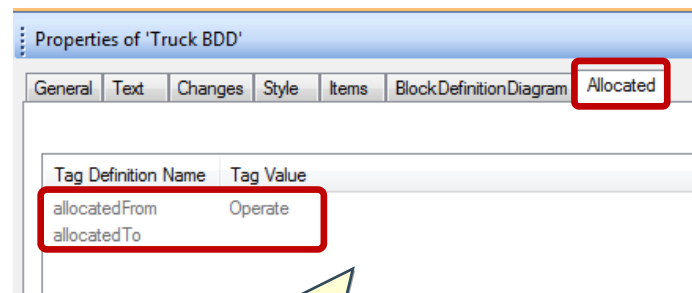 Properties of 'Truck BDD'
General Text Changes Style Items BlockDefinitionDiagram Allocated
Tag Definition Name Tag Value
allocatedFrom Operate
allocatedTo